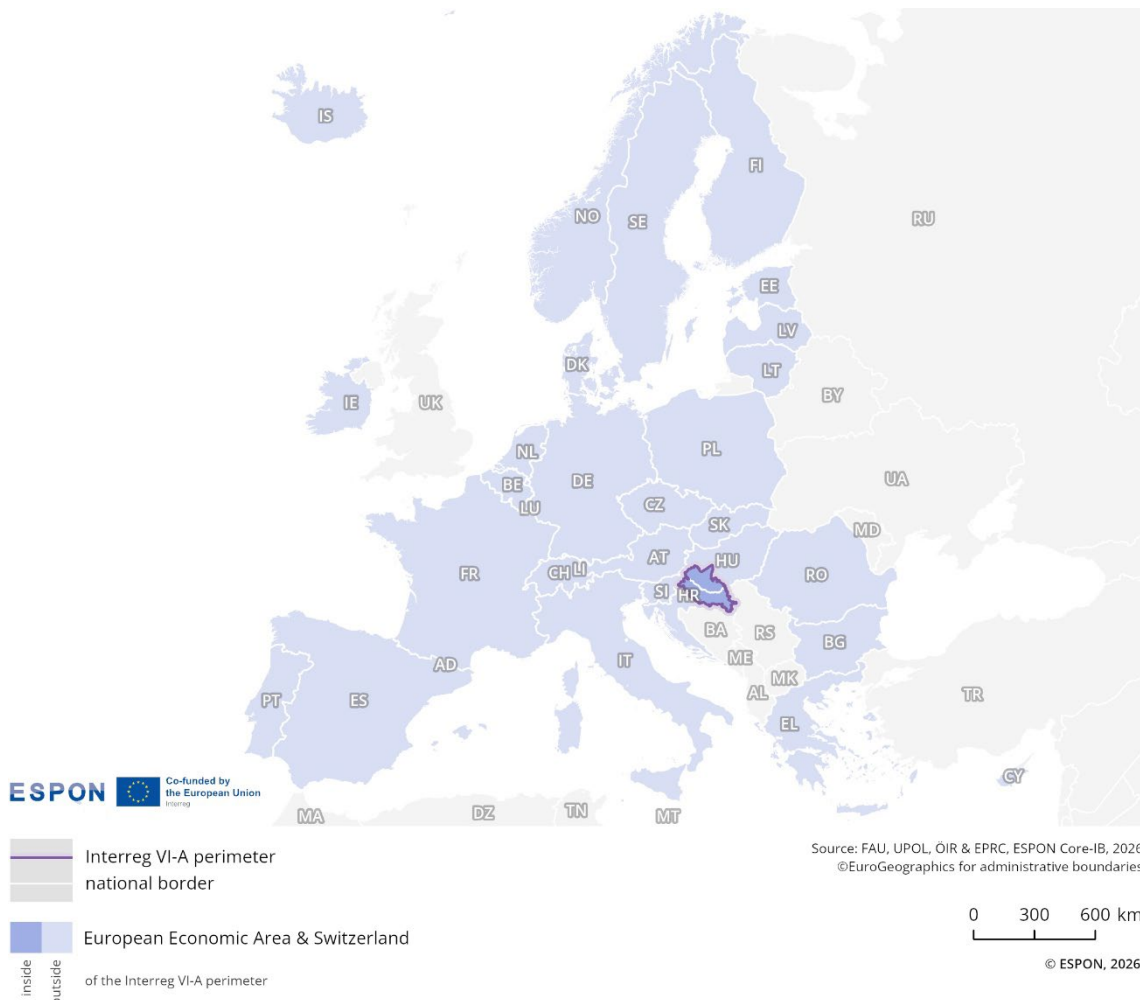 IS
FI
NO
SE
RU
EE
LV
DK
LT
IE
UK
BY
NL
PL
BE
DE
UA
LU
CZ
SK
MD
AT
HU
FR
CH
LI
RO
SI
HR
BA
RS
BG
IT
ME
AD
MK
AL
PT
ES
TR
EL
CY
MA
DZ
TN
MT
ESPON
Co-funded by
the European Union
Interreg
Interreg VI-A perimeter
national border
European Economic Area & Switzerland
inside
outside
of the Interreg VI-A perimeter
Source: FAU, UPOL, ÖIR & EPRC, ESPON Core-IB, 2026
©EuroGeographics for administrative boundaries
0 300 600 km
© ESPON, 2026